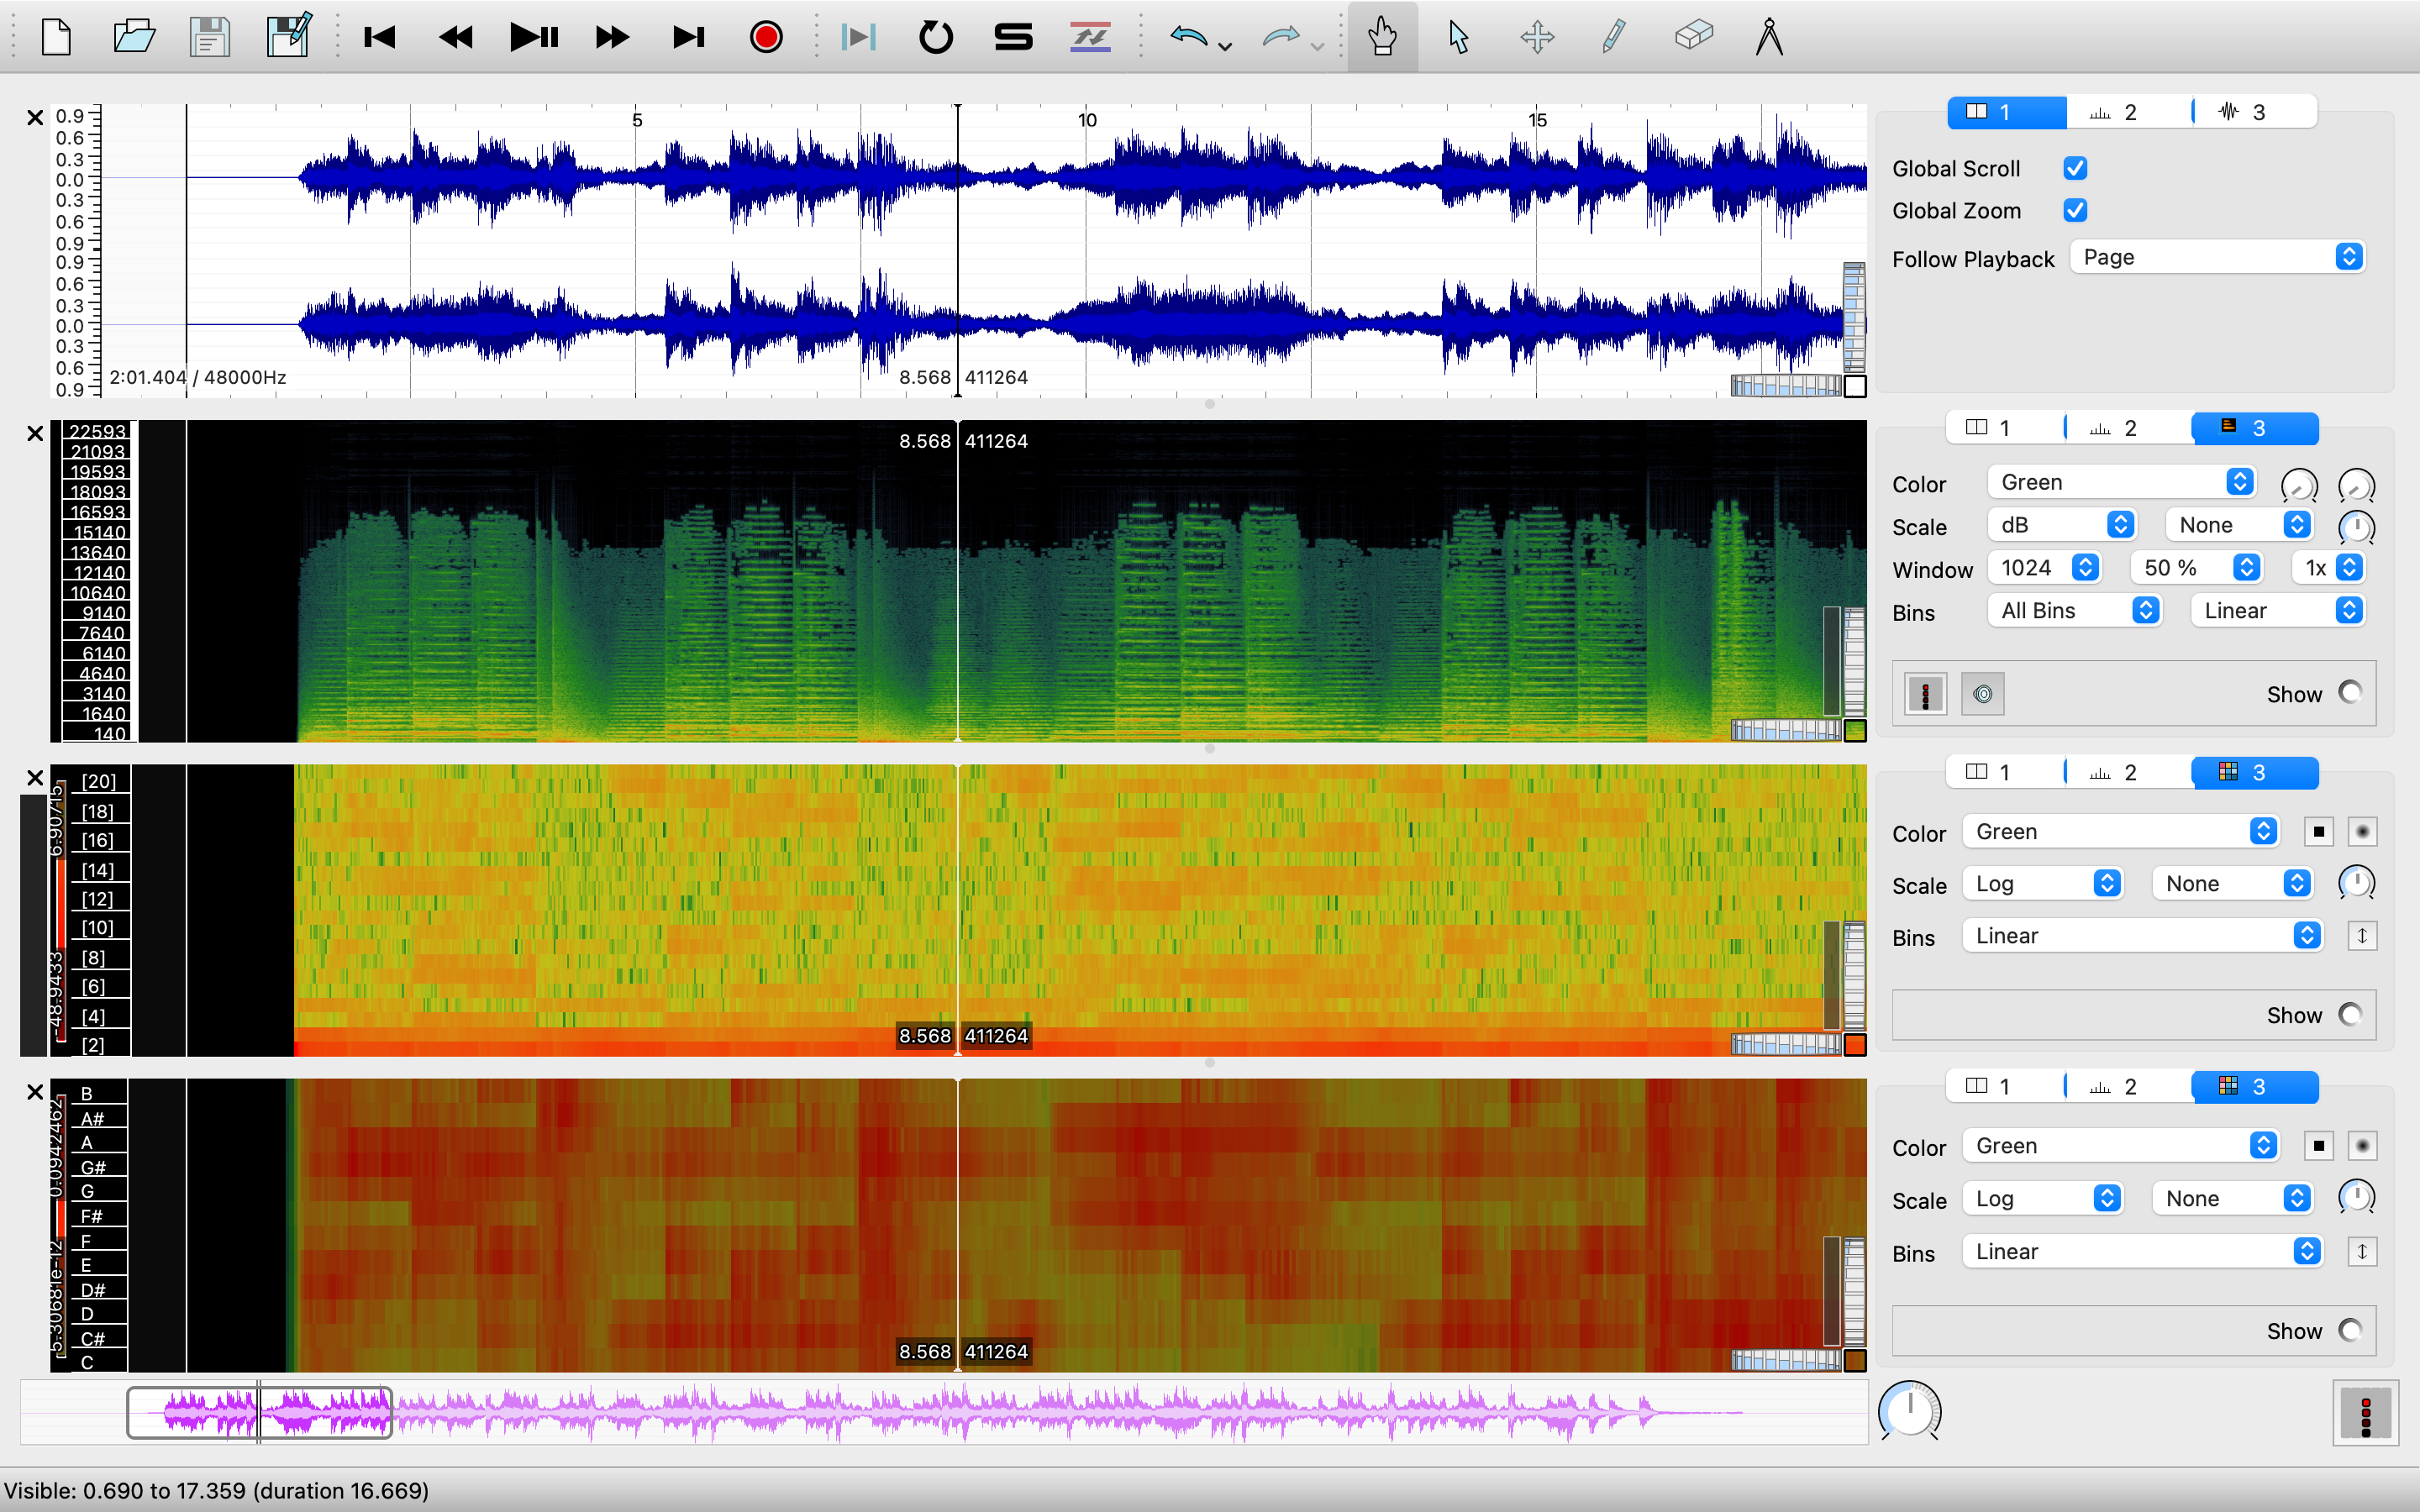 0.9
0.6
0.3
0.0
0.3
0.6
0.9
0.9
0.6
0.3
0.0
0.3
0.6
0.9
5 10 15
2:01.404 / 48000Hz
8.568 411264
1 2 3
Global Scroll
Global Zoom
Follow Playback Page
22593
21093
19593
18093
16593
15140
13640
12140
10640
9140
7640
6140
4640
3140
1640
140
8.568 411264
1 2 3
Color Green
Scale dB None
Window 1024 50 % 1x
Bins All Bins Linear
Show
[20]
[18]
[16]
[14]
[12]
[10]
[8]
[6]
[4]
[2]
6.90715
-48.9433
8.568 411264
1 2 3
Color Green
Scale Log None
Bins Linear
Show
B
A#
A
G#
G
F#
F
E
D#
D
C#
C
0.0942462
5.30681e-12
8.568 411264
1 2 3
Color Green
Scale Log None
Bins Linear
Show
Visible: 0.690 to 17.359 (duration 16.669)